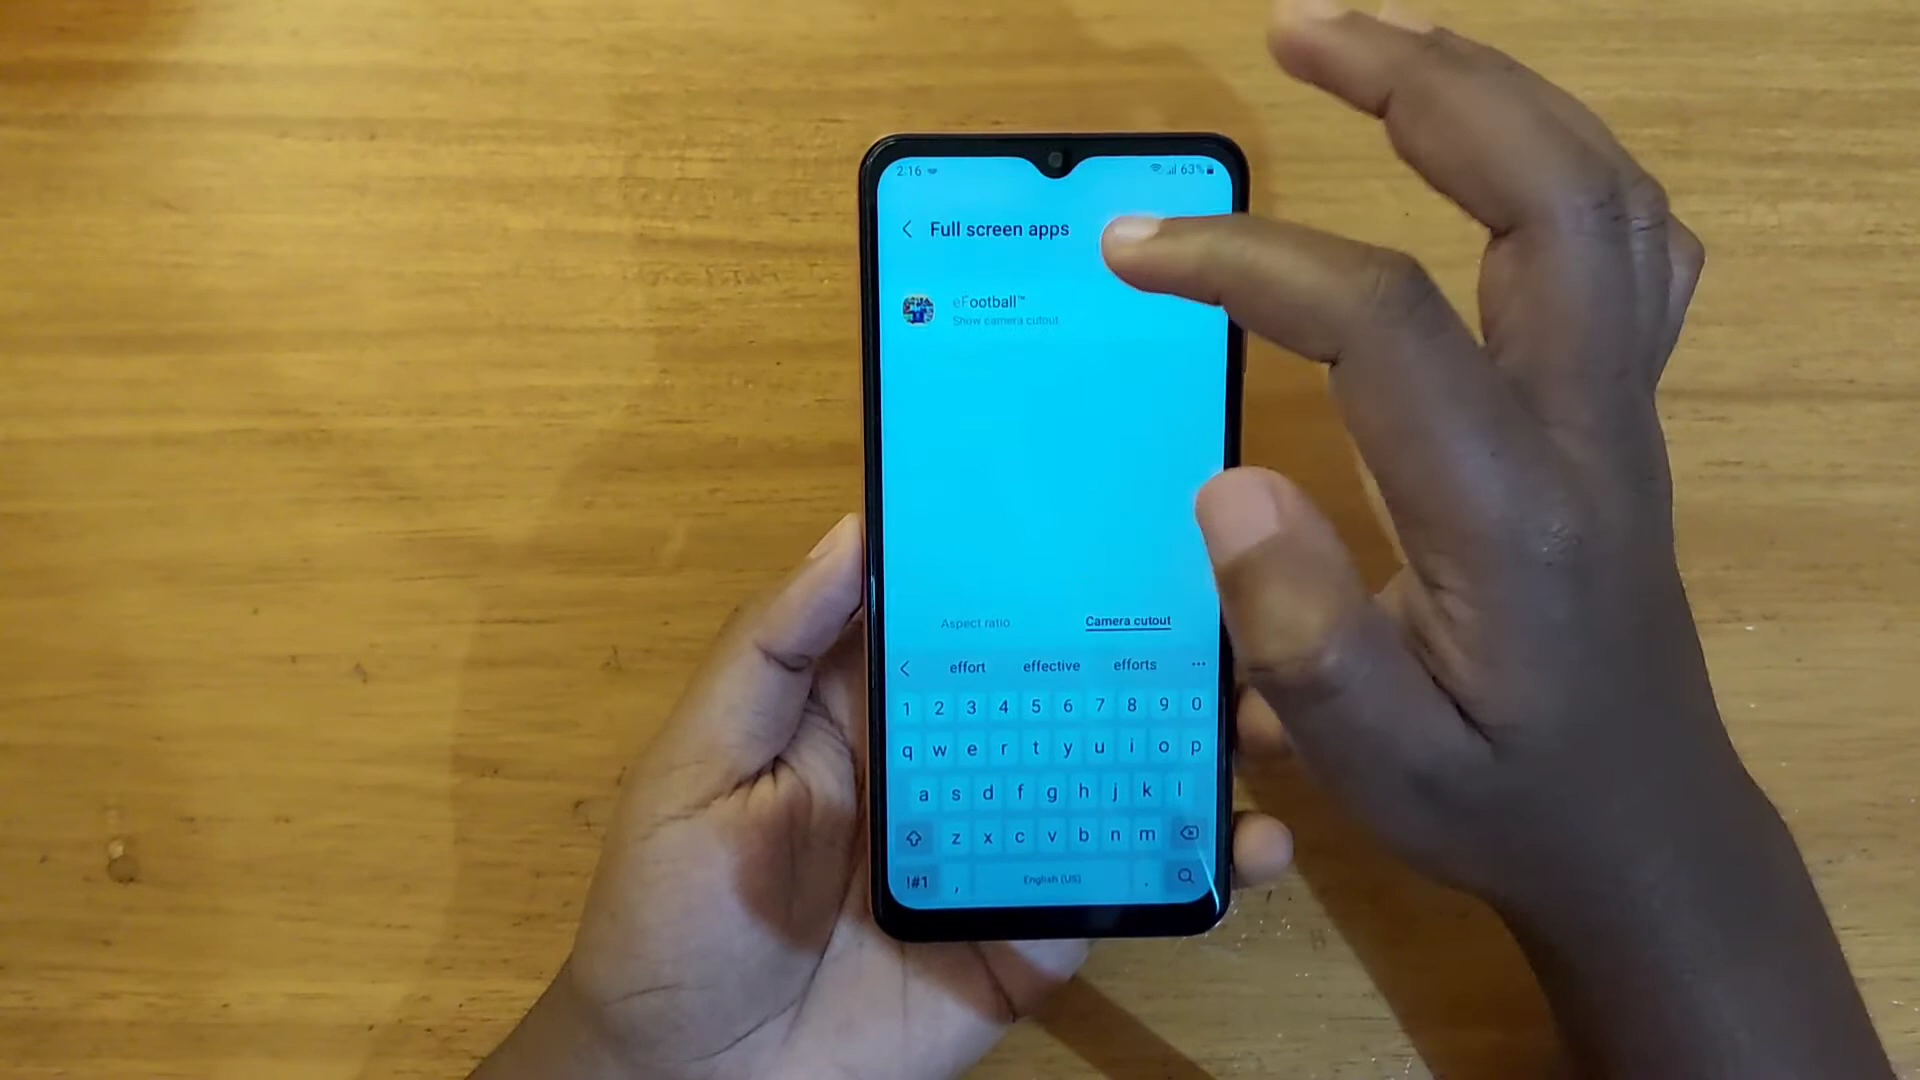 2:16 63%
Full screen apps
eFootball™
Show camera cutout
Aspect ratio Camera cutout
effort effective efforts ...
1 2 3 4 5 6 7 8 9 0
q w e r t y u i o p
a s d f g h j k l
z x c v b n m
!#1 , English (US) .